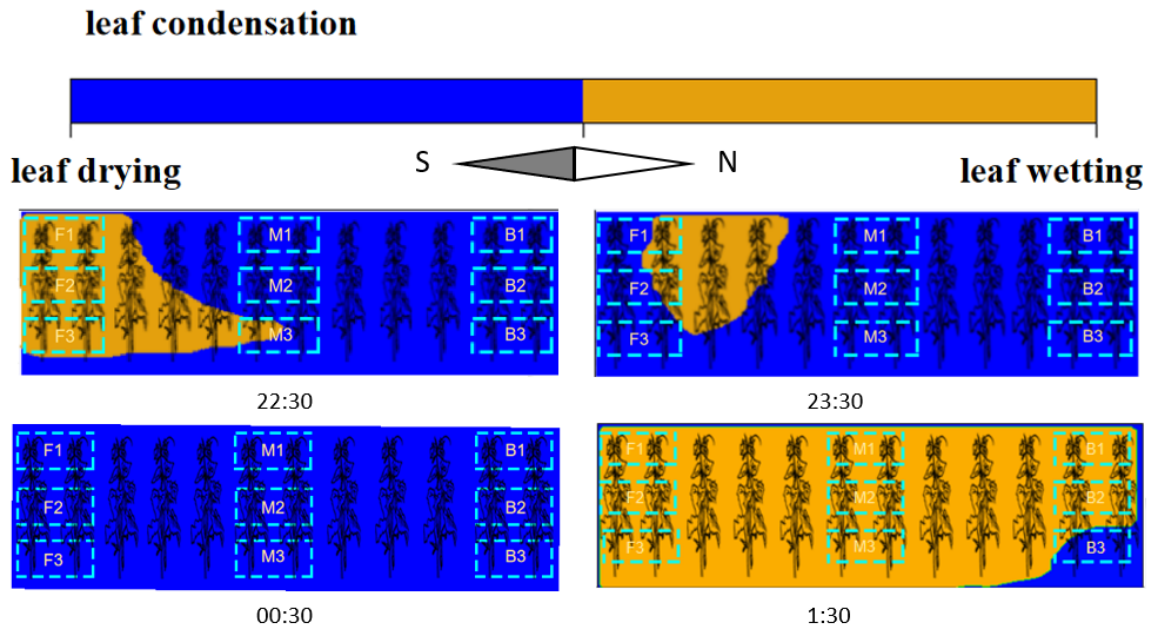 leaf condensation
S N
leaf drying leaf wetting
F1 M1 B1
F2 M2 B2
F3 M3 B3
22:30
F1 M1 B1
F2 M2 B2
F3 M3 B3
23:30
F1 M1 B1
F2 M2 B2
F3 M3 B3
00:30
F1 M1 B1
F2 M2 B2
F3 M3 B3
1:30